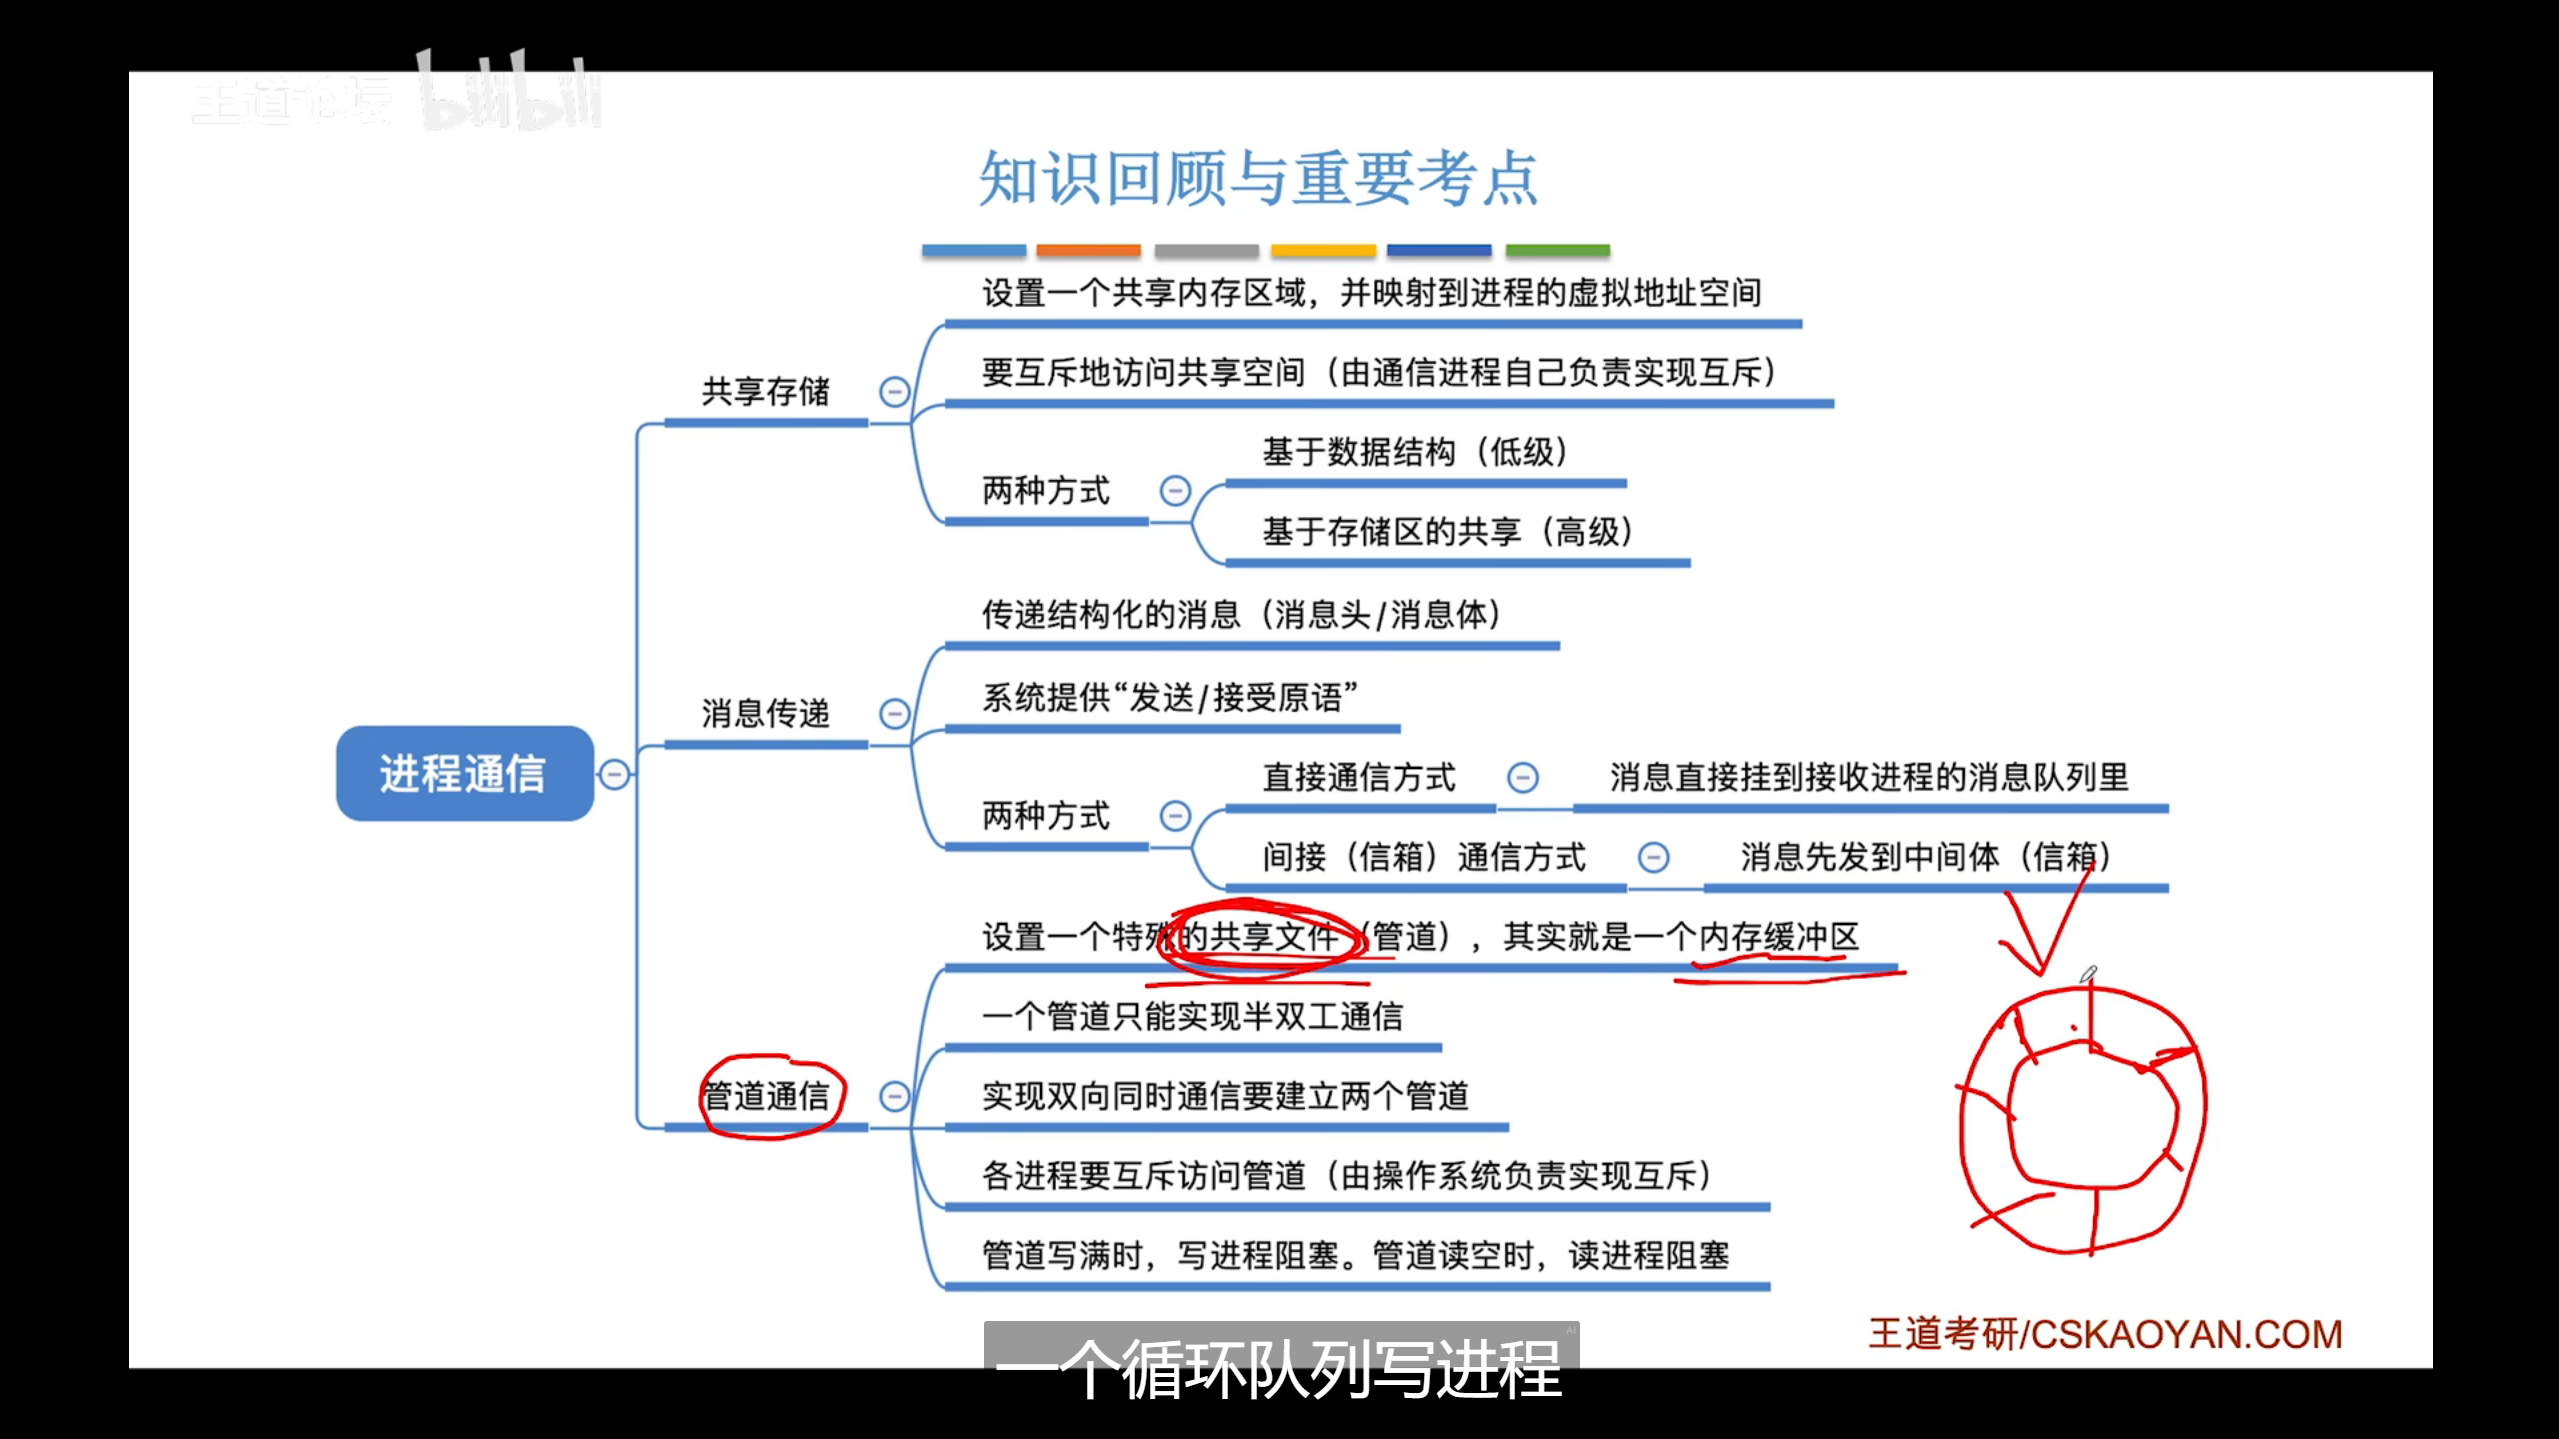 王道论坛 bilibili
知识回顾与重要考点
设置一个共享内存区域，并映射到进程的虚拟地址空间
要互斥地访问共享空间（由通信进程自己负责实现互斥）
共享存储
基于数据结构（低级）
两种方式
基于存储区的共享（高级）
传递结构化的消息（消息头/消息体）
系统提供“发送/接受原语”
消息传递
进程通信
直接通信方式
消息直接挂到接收进程的消息队列里
两种方式
间接（信箱）通信方式
消息先发到中间体（信箱）
设置一个特殊的共享文件（管道），其实就是一个内存缓冲区
一个管道只能实现半双工通信
管道通信
实现双向同时通信要建立两个管道
各进程要互斥访问管道（由操作系统负责实现互斥）
管道写满时，写进程阻塞。管道读空时，读进程阻塞
王道考研/CSKAOYAN.COM
AI
一个循环队列写进程